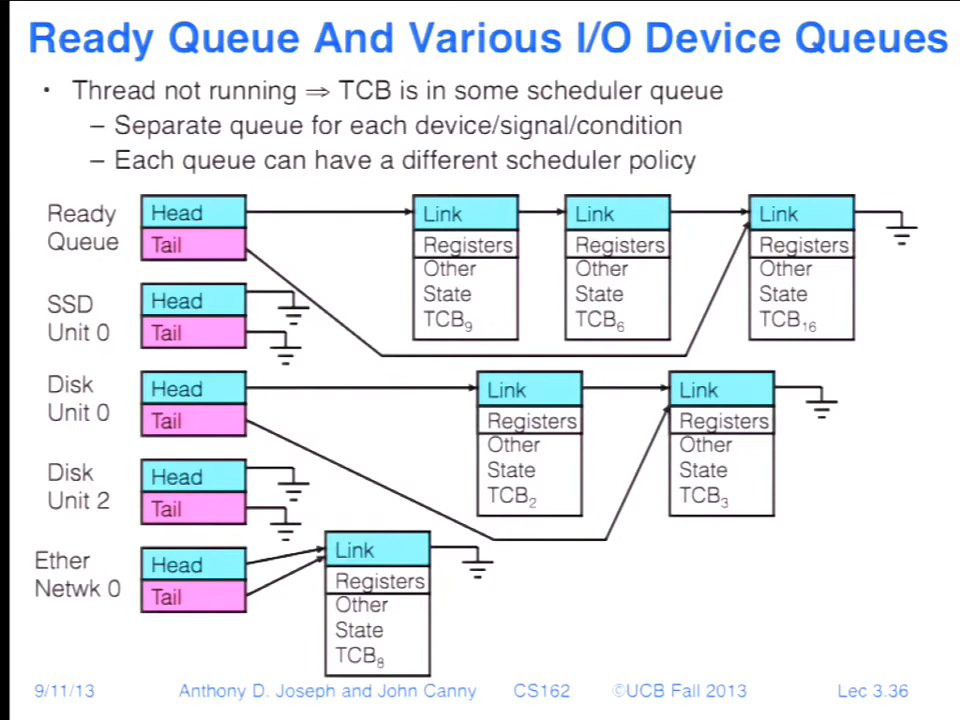 Ready Queue And Various I/O Device Queues
• Thread not running ⇒ TCB is in some scheduler queue
– Separate queue for each device/signal/condition
– Each queue can have a different scheduler policy
Ready
Queue
Head
Tail
Link
Registers
Other
State
TCB₉
Link
Registers
Other
State
TCB₆
Link
Registers
Other
State
TCB₁₆
SSD
Unit 0
Head
Tail
Disk
Unit 0
Head
Tail
Link
Registers
Other
State
TCB₂
Link
Registers
Other
State
TCB₃
Disk
Unit 2
Head
Tail
Ether
Netwk 0
Head
Tail
Link
Registers
Other
State
TCB₈
9/11/13 Anthony D. Joseph and John Canny CS162 ©UCB Fall 2013 Lec 3.36